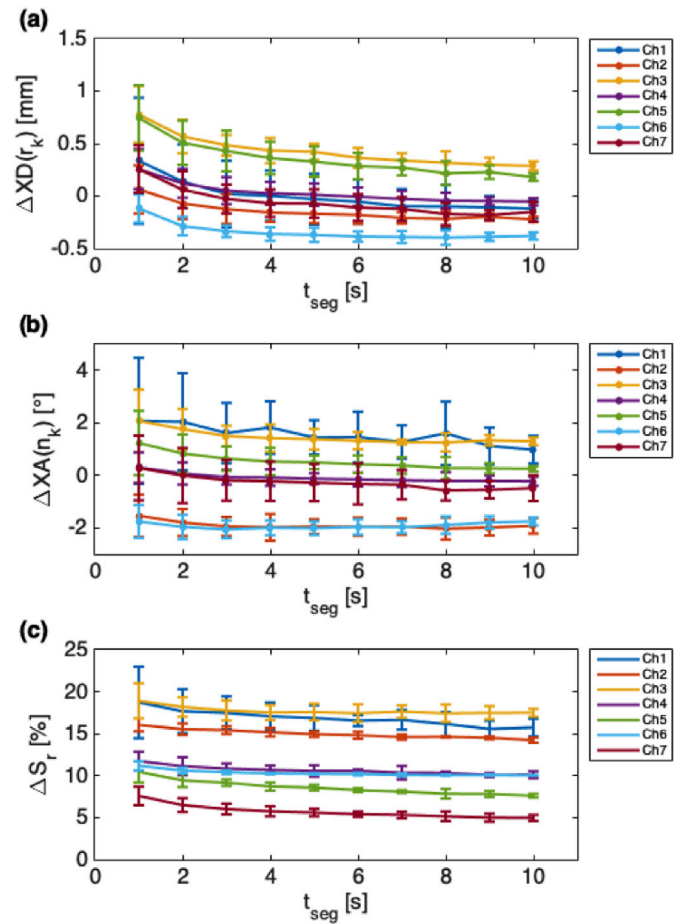 (a)
ΔXD(r_k) [mm]
1.5
1
0.5
0
-0.5
0 2 4 6 8 10
t_seg [s]
Ch1
Ch2
Ch3
Ch4
Ch5
Ch6
Ch7
(b)
ΔXA(n_k) [°]
4
2
0
-2
0 2 4 6 8 10
t_seg [s]
Ch1
Ch2
Ch3
Ch4
Ch5
Ch6
Ch7
(c)
ΔS_r [%]
25
20
15
10
5
0
0 2 4 6 8 10
t_seg [s]
Ch1
Ch2
Ch3
Ch4
Ch5
Ch6
Ch7